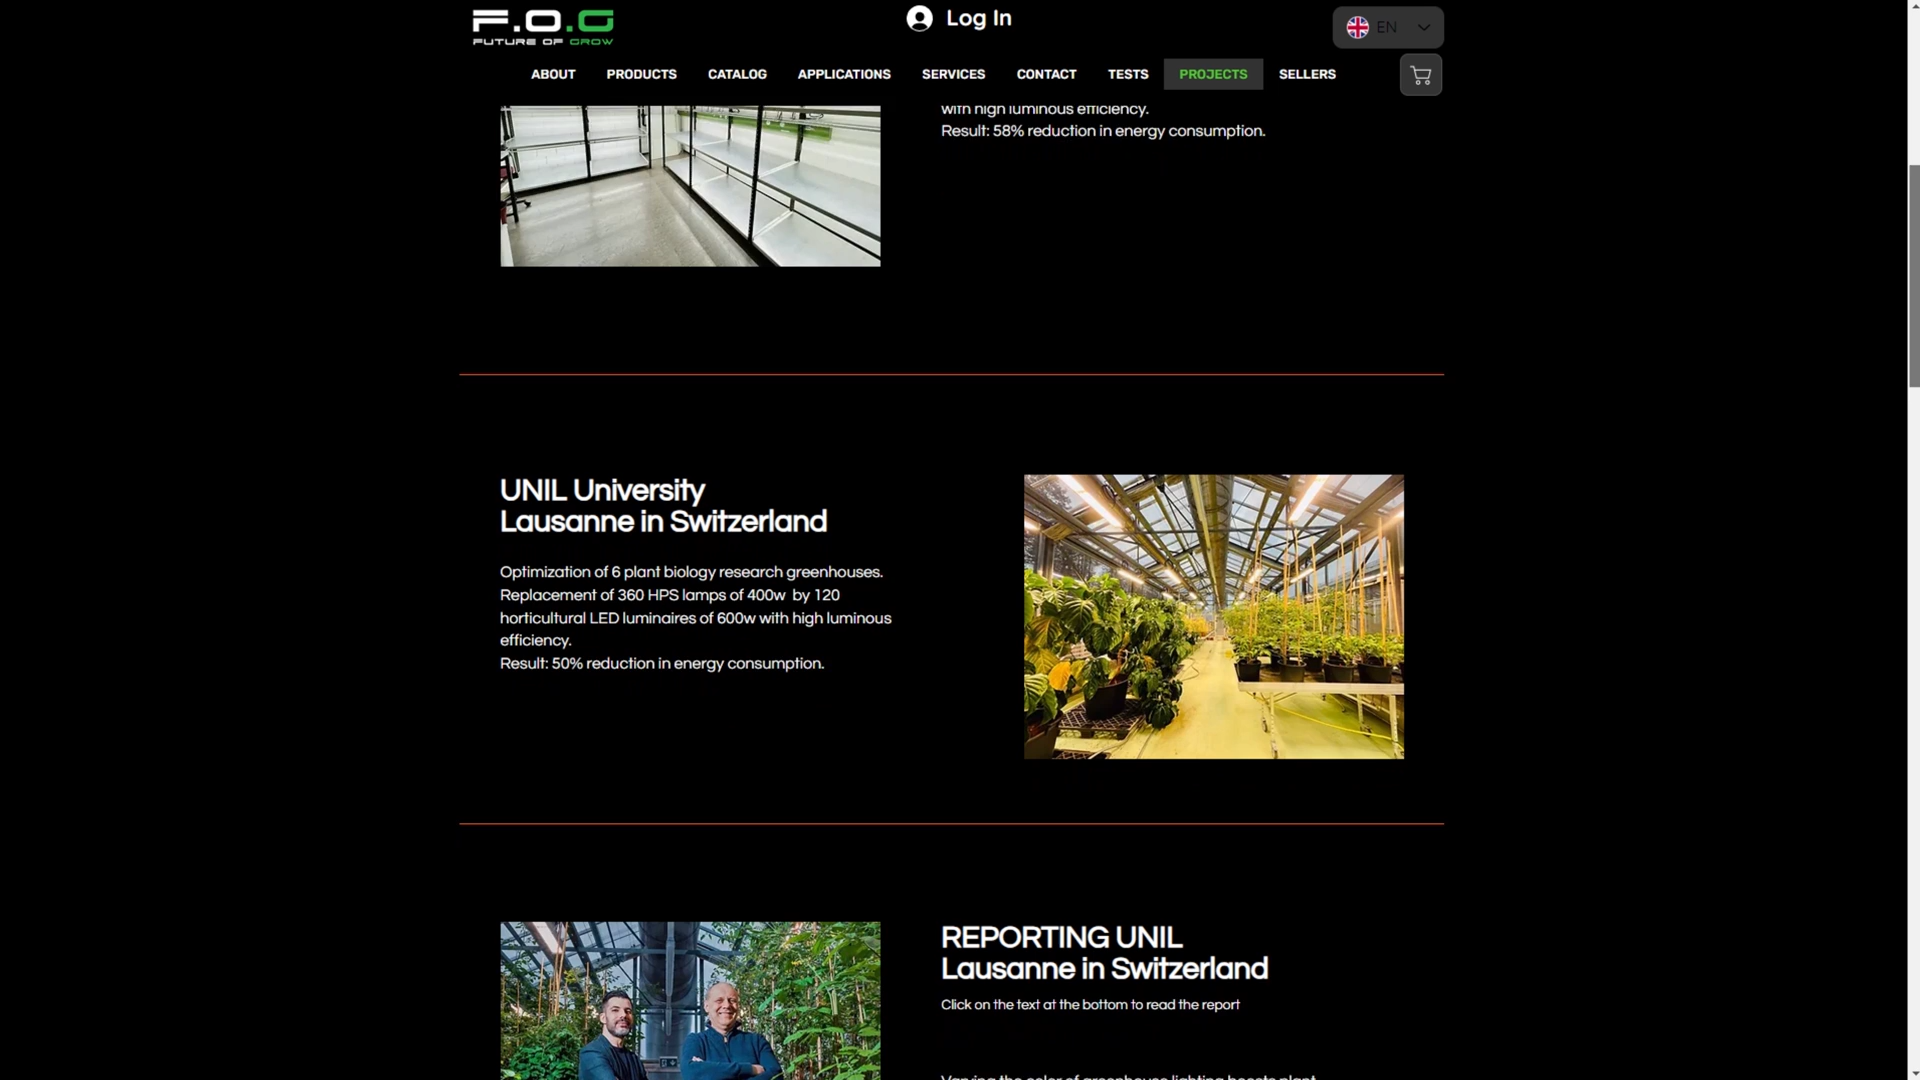 F.O.G
FUTURE OF GROW
Log In
EN
ABOUT
PRODUCTS
CATALOG
APPLICATIONS
SERVICES
CONTACT
TESTS
PROJECTS
SELLERS
with high luminous efficiency.
Result: 58% reduction in energy consumption.
UNIL University
Lausanne in Switzerland
Optimization of 6 plant biology research greenhouses.
Replacement of 360 HPS lamps of 400w by 120
horticultural LED luminaires of 600w with high luminous
efficiency.
Result: 50% reduction in energy consumption.
REPORTING UNIL
Lausanne in Switzerland
Click on the text at the bottom to read the report
Varying the color of greenhouse lighting boosts plant